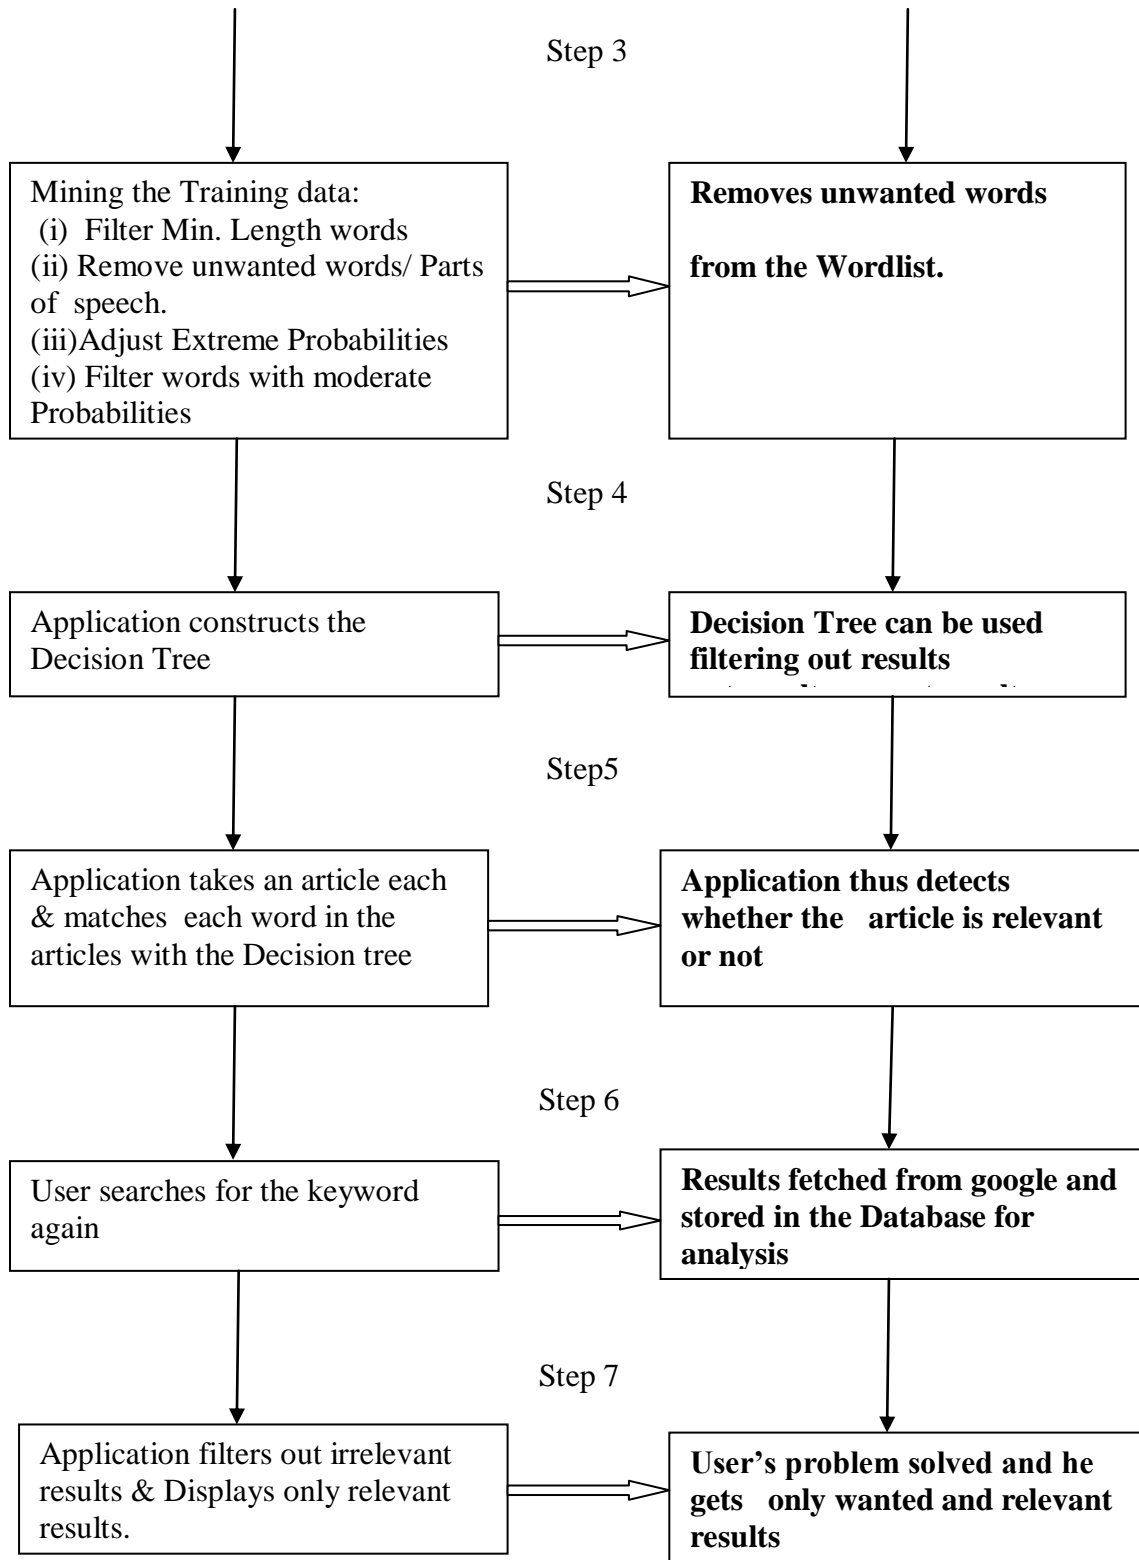 Step 3
Mining the Training data:
(i) Filter Min. Length words
(ii) Remove unwanted words/ Parts
of speech.
(iii)Adjust Extreme Probabilities
(iv) Filter words with moderate
Probabilities
Removes unwanted words
from the Wordlist.
Step 4
Application constructs the
Decision Tree
Decision Tree can be used
filtering out results
Step5
Application takes an article each
& matches each word in the
articles with the Decision tree
Application thus detects
whether the article is relevant
or not
Step 6
User searches for the keyword
again
Results fetched from google and
stored in the Database for
analysis
Step 7
Application filters out irrelevant
results & Displays only relevant
results.
User’s problem solved and he
gets only wanted and relevant
results